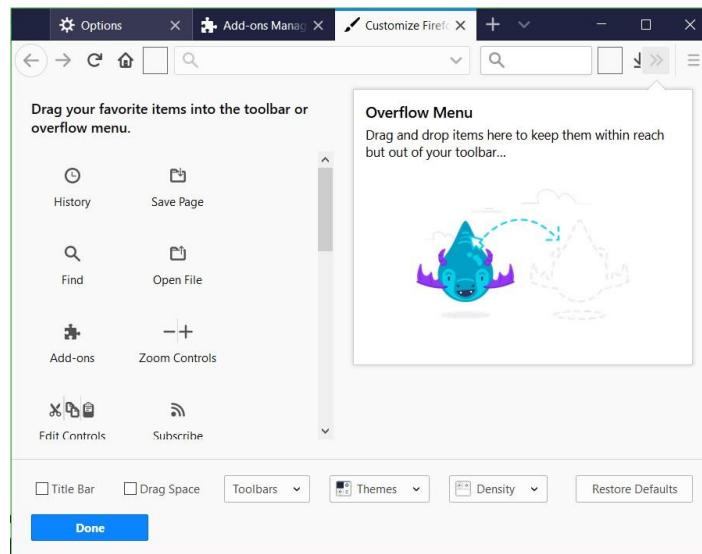 Options
Add-ons Manag
Customize Firef
Drag your favorite items into the toolbar or
overflow menu.
History
Save Page
Find
Open File
Add-ons
Zoom Controls
Edit Controls
Subscribe
Overflow Menu
Drag and drop items here to keep them within reach
but out of your toolbar...
Title Bar
Drag Space
Toolbars
Themes
Density
Restore Defaults
Done